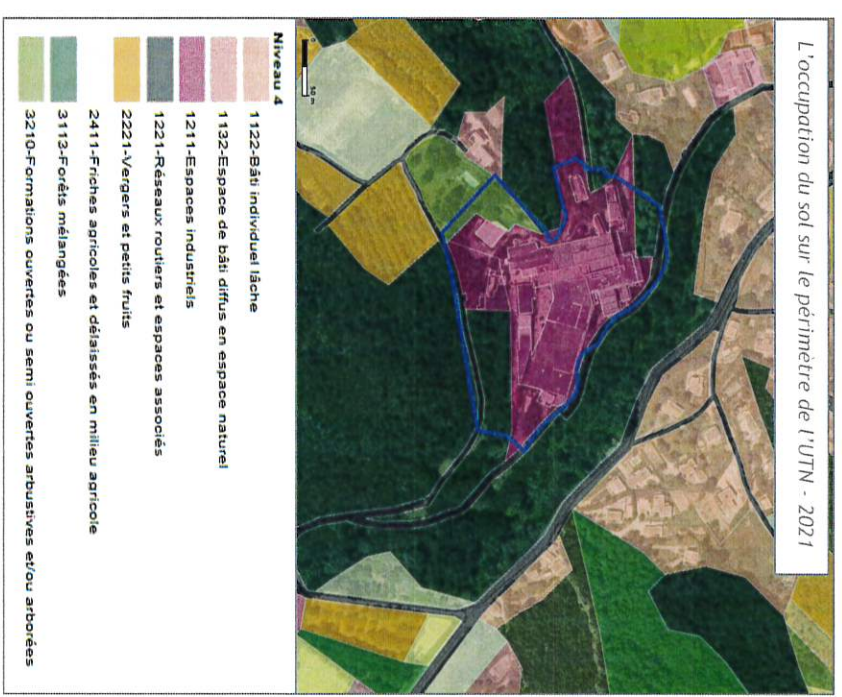 L'occupation du sol sur le périmètre de l'UTN - 2021
0 50 m
Niveau 4
1122-Bâti individuel lâche
1132-Espace de bâti diffus en espace naturel
1211-Espaces industriels
1221-Réseaux routiers et espaces associés
2221-Vergers et petits fruits
2411-Friches agricoles et délaissés en milieu agricole
3113-Forêts mélangées
3210-Formations ouvertes ou semi ouvertes arbustives et/ou arborées